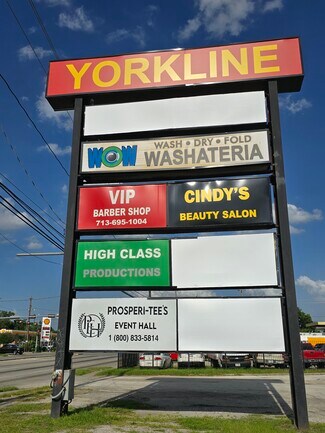 YORKLINE
WOW
WASH • DRY • FOLD
WASHATERIA
VIP
BARBER SHOP
713-695-1004
CINDY'S
BEAUTY SALON
HIGH CLASS
PRODUCTIONS
PROSPERI-TEE'S
EVENT HALL
1 (800) 833-5814